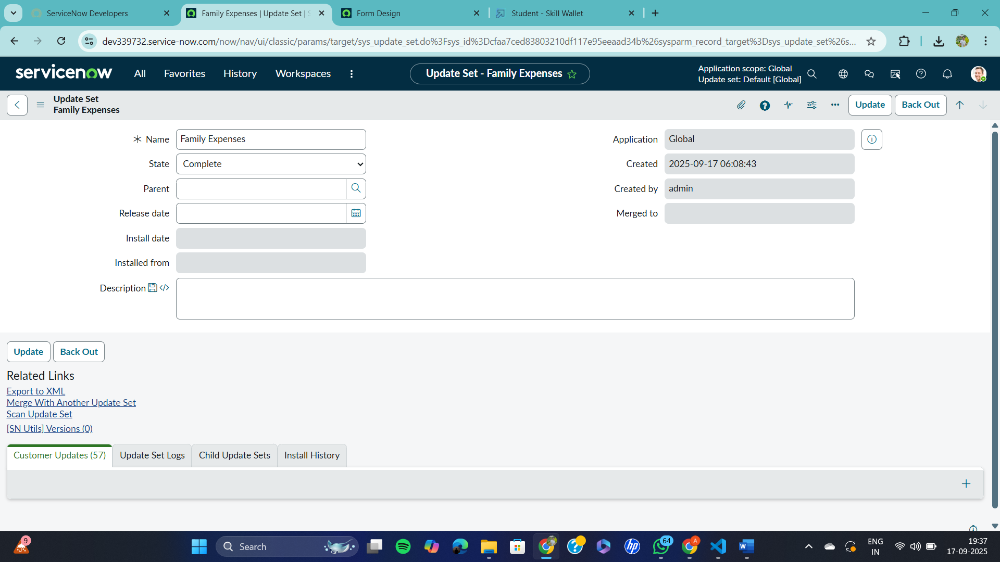 ServiceNow Developers
Family Expenses | Update Set |
Form Design
Student - Skill Wallet
dev339732.service-now.com/now/nav/ui/classic/params/target/sys_update_set.do%3Fsys_id%3Dcfaa7ced83803210df117e95eeaad34b%26sysparm_record_target%3Dsys_update_set%26s...
servicenow
All
Favorites
History
Workspaces
Update Set - Family Expenses
Application scope: Global
Update set: Default [Global]
Update Set
Family Expenses
Update
Back Out
Name
Family Expenses
Application
Global
State
Complete
Created
2025-09-17 06:08:43
Parent
Created by
admin
Release date
Merged to
Install date
Installed from
Description
Update
Back Out
Related Links
Export to XML
Merge With Another Update Set
Scan Update Set
[SN Utils] Versions (0)
Customer Updates (57)
Update Set Logs
Child Update Sets
Install History
9
Search
hp
64
A
W
ENG
IN
19:37
17-09-2025